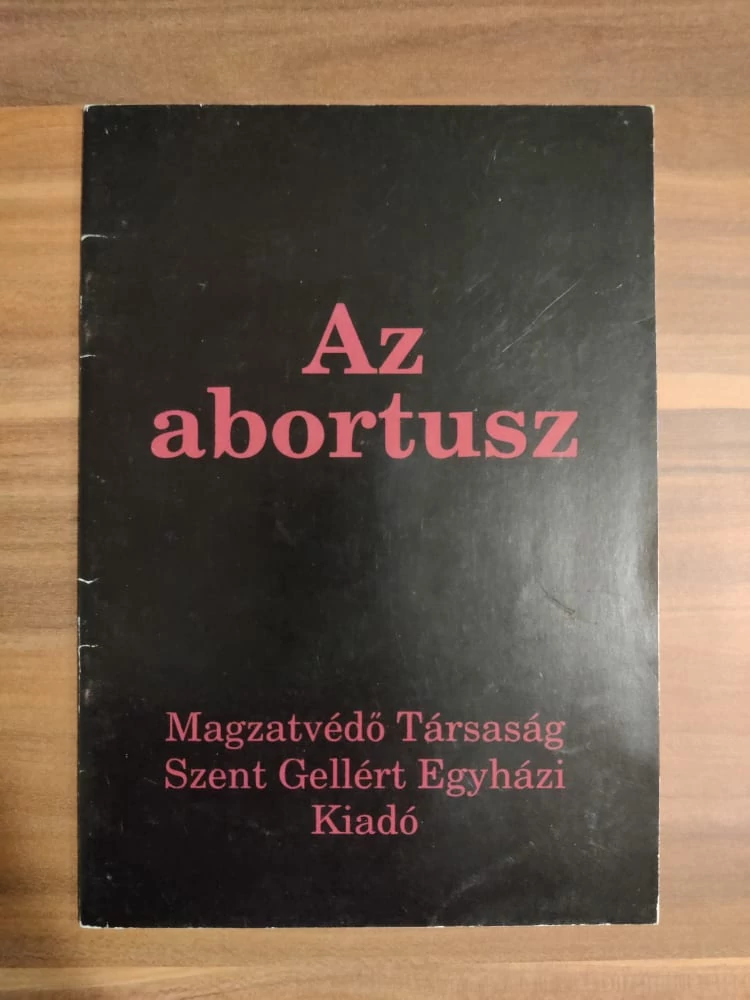 Az
abortusz
Magzatvédő Társaság
Szent Gellért Egyházi
Kiadó